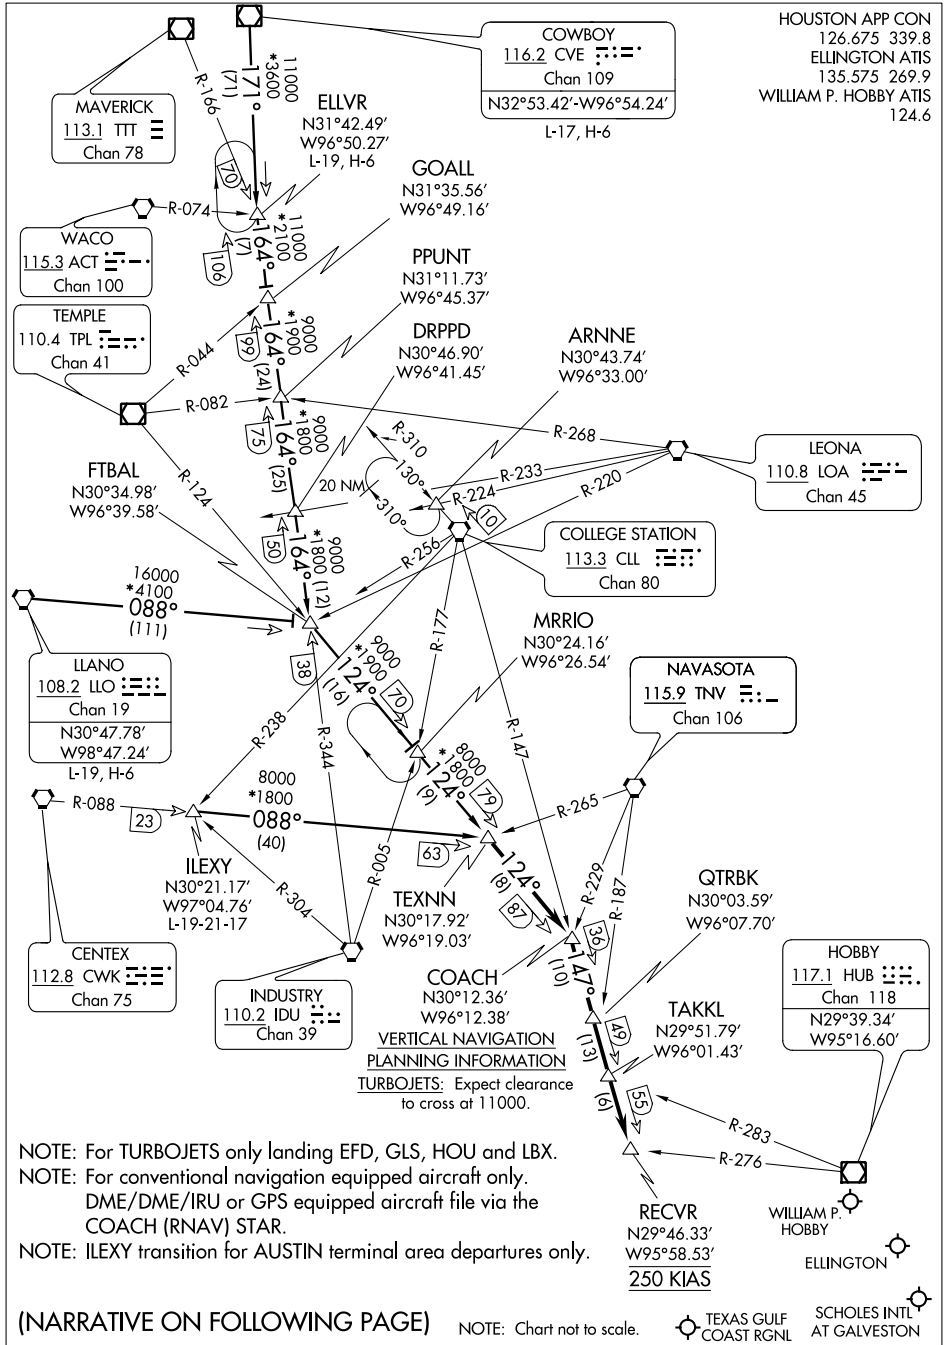 HOUSTON APP CON
126.675 339.8
ELLINGTON ATIS
135.575 269.9
WILLIAM P. HOBBY ATIS
124.6
COWBOY
116.2 CVE
Chan 109
N32°53.42'-W96°54.24'
L-17, H-6
MAVERICK
113.1 TTT
Chan 78
R-166
171°
(71)
11000
*3600
ELLVR
N31°42.49'
W96°50.27'
L-19, H-6
70
GOALL
N31°35.56'
W96°49.16'
R-074
WACO
115.3 ACT
Chan 100
106
164°
(7)
11000
*2100
PPUNT
N31°11.73'
W96°45.37'
TEMPLE
110.4 TPL
Chan 41
R-044
R-082
R-124
99
164°
(24)
9000
*1900
DRPPD
N30°46.90'
W96°41.45'
ARNNE
N30°43.74'
W96°33.00'
75
164°
(25)
9000
*1800
R-310
130°
310°
20 NM
R-268
R-233
R-224
R-220
10
LEONA
110.8 LOA
Chan 45
FTBAL
N30°34.98'
W96°39.58'
50
164°
(12)
9000
*1800
R-256
COLLEGE STATION
113.3 CLL
Chan 80
16000
*4100
088°
(111)
LLANO
108.2 LLO
Chan 19
N30°47.78'
W98°47.24'
L-19, H-6
38
9000
*1900
124°
(16)
70
R-177
MRRIO
N30°24.16'
W96°26.54'
NAVASOTA
115.9 TNV
Chan 106
R-238
R-344
R-147
R-088
23
8000
*1800
088°
(40)
8000
*1800
124°
(9)
79
R-265
63
ILEXY
N30°21.17'
W97°04.76'
L-19-21-17
R-304
R-005
TEXNN
N30°17.92'
W96°19.03'
124°
(8)
87
R-229
R-187
QTRBK
N30°03.59'
W96°07.70'
CENTEX
112.8 CWK
Chan 75
INDUSTRY
110.2 IDU
Chan 39
COACH
N30°12.36'
W96°12.38'
VERTICAL NAVIGATION
PLANNING INFORMATION
TURBOJETS: Expect clearance
to cross at 11000.
36
147°
(10)
TAKKL
N29°51.79'
W96°01.43'
49
(13)
HOBBY
117.1 HUB
Chan 118
N29°39.34'
W95°16.60'
55
(6)
R-283
R-276
RECVR
N29°46.33'
W95°58.53'
250 KIAS
NOTE: For TURBOJETS only landing EFD, GLS, HOU and LBX.
NOTE: For conventional navigation equipped aircraft only.
DME/DME/IRU or GPS equipped aircraft file via the
COACH (RNAV) STAR.
NOTE: ILEXY transition for AUSTIN terminal area departures only.
WILLIAM P.
HOBBY
ELLINGTON
(NARRATIVE ON FOLLOWING PAGE)
NOTE: Chart not to scale.
TEXAS GULF
COAST RGNL
SCHOLES INTL
AT GALVESTON